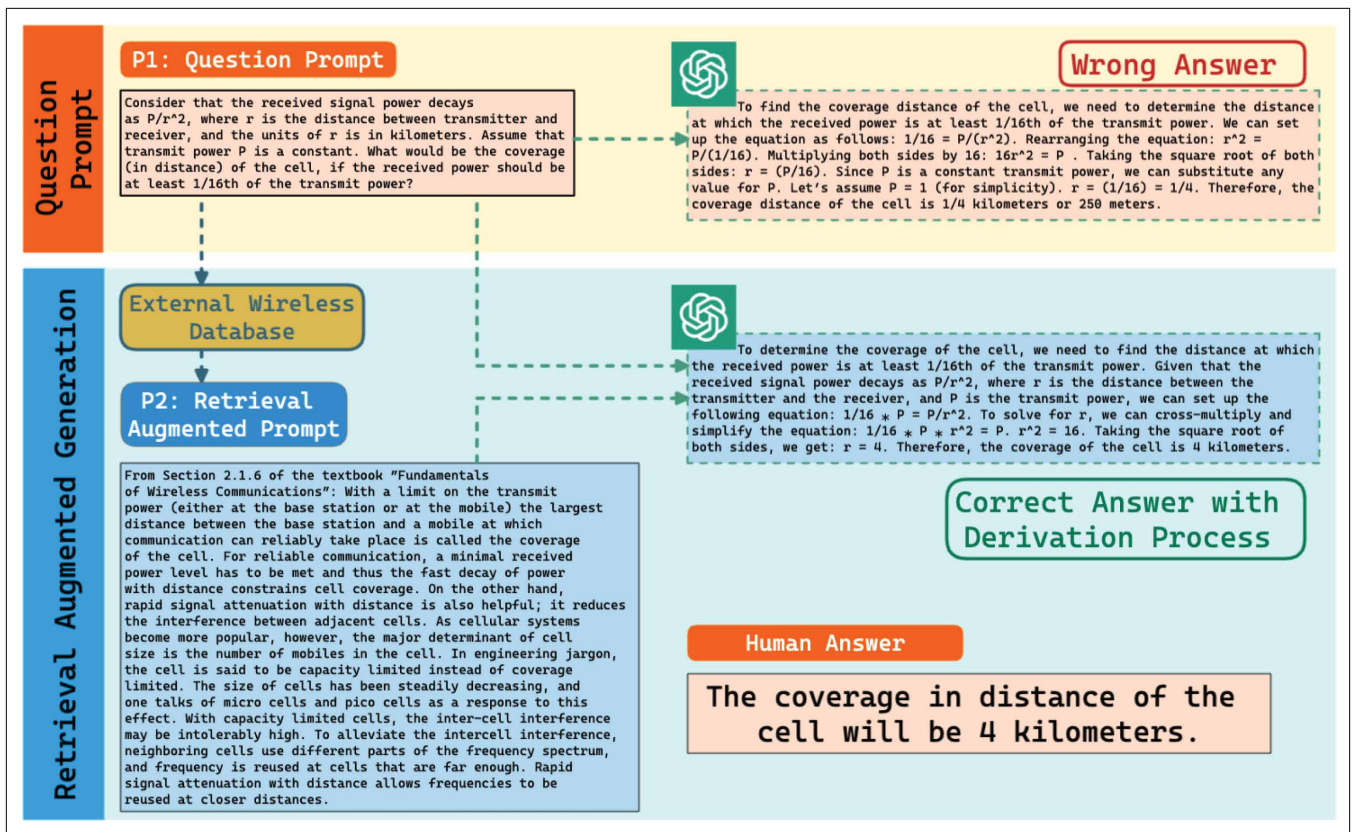 Question
Prompt
P1: Question Prompt
Consider that the received signal power decays
as P/r^2, where r is the distance between transmitter and
receiver, and the units of r is in kilometers. Assume that
transmit power P is a constant. What would be the coverage
(in distance) of the cell, if the received power should be
at least 1/16th of the transmit power?
Wrong Answer
To find the coverage distance of the cell, we need to determine the distance
at which the received power is at least 1/16th of the transmit power. We can set
up the equation as follows: 1/16 = P/(r^2). Rearranging the equation: r^2 =
P/(1/16). Multiplying both sides by 16: 16r^2 = P . Taking the square root of both
sides: r = (P/16). Since P is a constant transmit power, we can substitute any
value for P. Let's assume P = 1 (for simplicity). r = (1/16) = 1/4. Therefore, the
coverage distance of the cell is 1/4 kilometers or 250 meters.
Retrieval Augmented Generation
External Wireless
Database
P2: Retrieval
Augmented Prompt
From Section 2.1.6 of the textbook "Fundamentals
of Wireless Communications": With a limit on the transmit
power (either at the base station or at the mobile) the largest
distance between the base station and a mobile at which
communication can reliably take place is called the coverage
of the cell. For reliable communication, a minimal received
power level has to be met and thus the fast decay of power
with distance constrains cell coverage. On the other hand,
rapid signal attenuation with distance is also helpful; it reduces
the interference between adjacent cells. As cellular systems
become more popular, however, the major determinant of cell
size is the number of mobiles in the cell. In engineering jargon,
the cell is said to be capacity limited instead of coverage
limited. The size of cells has been steadily decreasing, and
one talks of micro cells and pico cells as a response to this
effect. With capacity limited cells, the inter-cell interference
may be intolerably high. To alleviate the intercell interference,
neighboring cells use different parts of the frequency spectrum,
and frequency is reused at cells that are far enough. Rapid
signal attenuation with distance allows frequencies to be
reused at closer distances.
To determine the coverage of the cell, we need to find the distance at which
the received power is at least 1/16th of the transmit power. Given that the
received signal power decays as P/r^2, where r is the distance between the
transmitter and the receiver, and P is the transmit power, we can set up the
following equation: 1/16 * P = P/r^2. To solve for r, we can cross-multiply and
simplify the equation: 1/16 * P * r^2 = P. r^2 = 16. Taking the square root of
both sides, we get: r = 4. Therefore, the coverage of the cell is 4 kilometers.
Correct Answer with
Derivation Process
Human Answer
The coverage in distance of the
cell will be 4 kilometers.